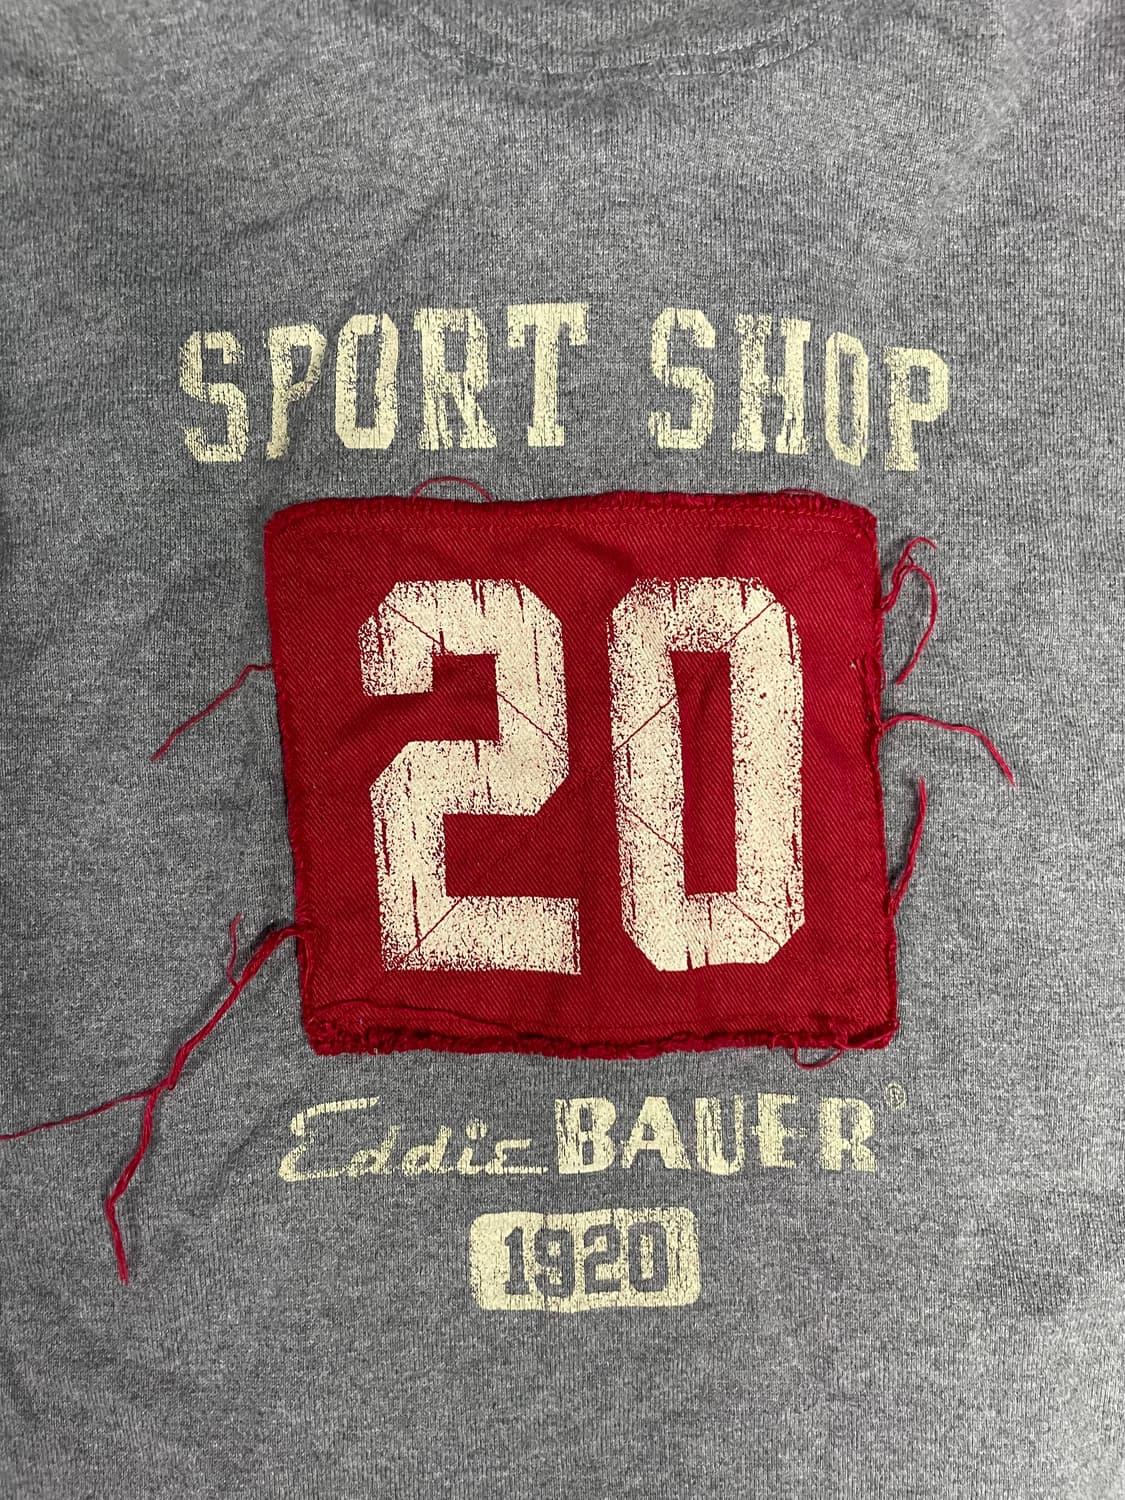 SPORT SHOP
20
Eddie BAUER®
1920